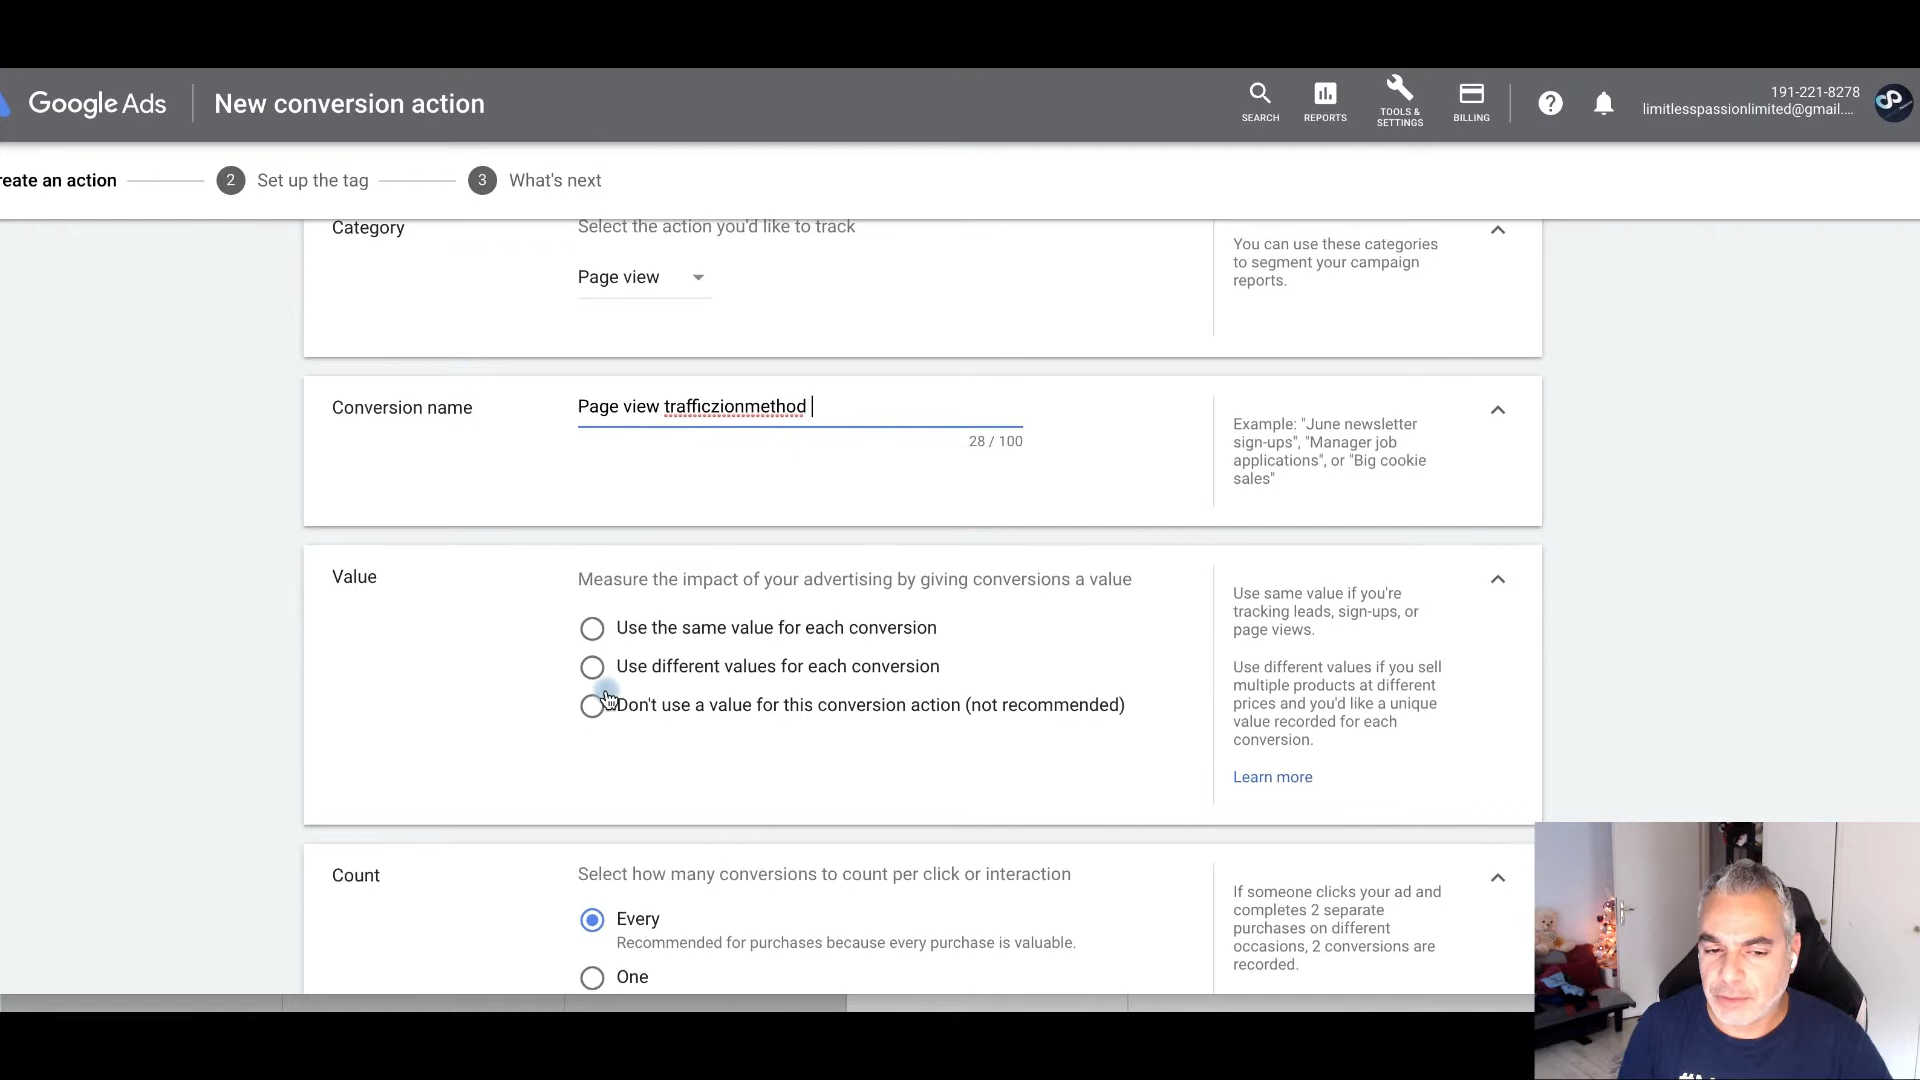 Google Ads
New conversion action
SEARCH
REPORTS
TOOLS &
SETTINGS
BILLING
191-221-8278
limitlesspassionlimited@gmail....
reate an action
2
Set up the tag
3
What's next
Category
Select the action you'd like to track
Page view
You can use these categories
to segment your campaign
reports.
Conversion name
Page view trafficzionmethod
28 / 100
Example: "June newsletter
sign-ups", "Manager job
applications", or "Big cookie
sales"
Value
Measure the impact of your advertising by giving conversions a value
Use the same value for each conversion
Use different values for each conversion
Don't use a value for this conversion action (not recommended)
Use same value if you're
tracking leads, sign-ups, or
page views.
Use different values if you sell
multiple products at different
prices and you'd like a unique
value recorded for each
conversion.
Learn more
Count
Select how many conversions to count per click or interaction
Every
Recommended for purchases because every purchase is valuable.
One
If someone clicks your ad and
completes 2 separate
purchases on different
occasions, 2 conversions are
recorded.